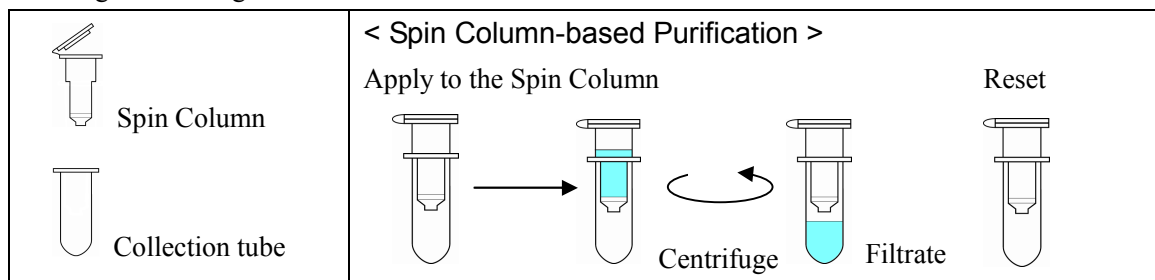 < Spin Column-based Purification >
Apply to the Spin Column
Reset
Spin Column
Collection tube
Centrifuge
Filtrate